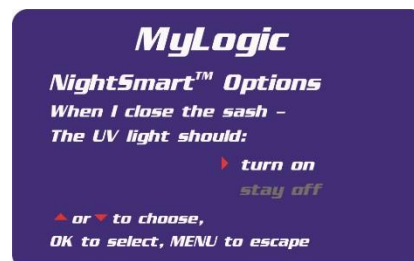 MyLogic
NightSmart™ Options
When I close the sash –
The UV light should:
turn on
stay off
or to choose,
OK to select, MENU to escape